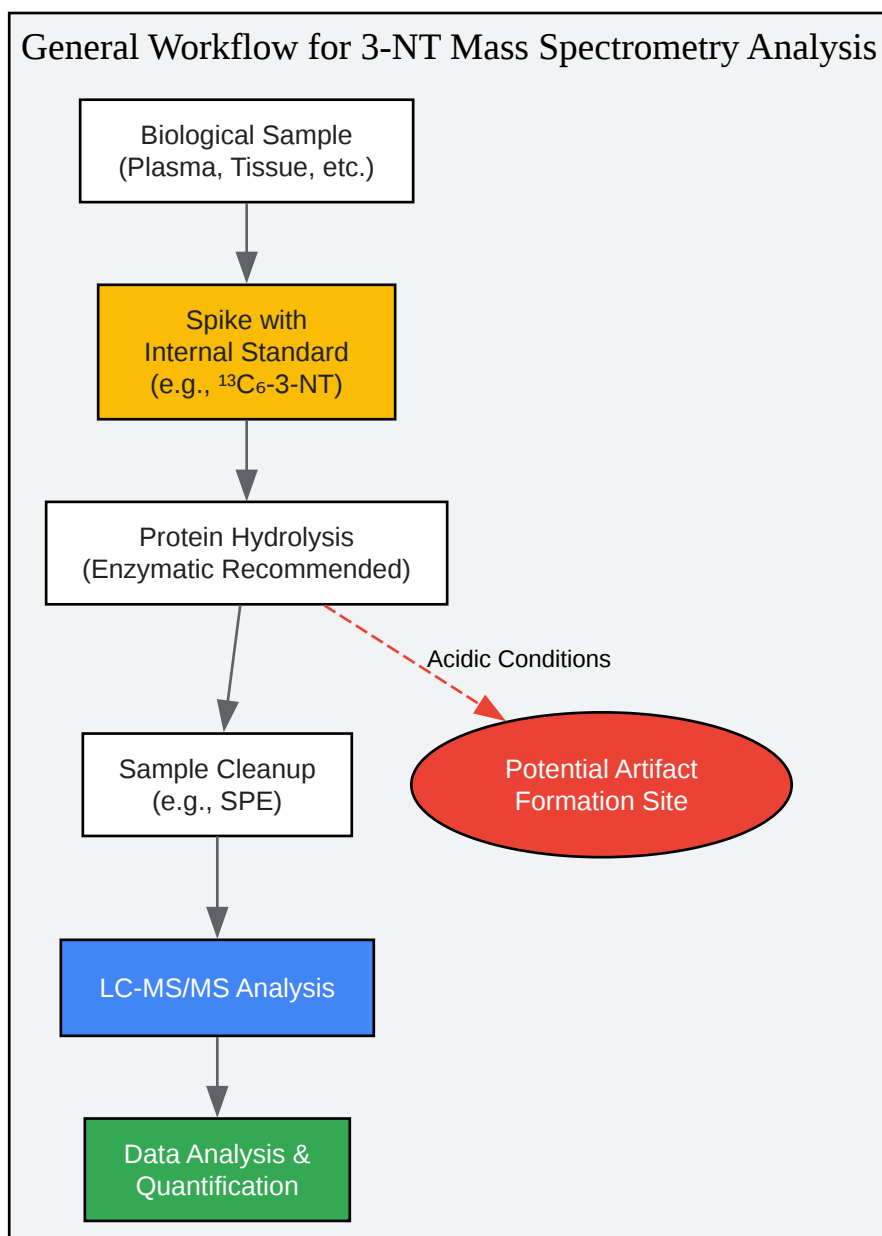 General Workflow for 3-NT Mass Spectrometry Analysis
Biological Sample
(Plasma, Tissue, etc.)
Spike with
Internal Standard
(e.g., ¹³C₆-3-NT)
Protein Hydrolysis
(Enzymatic Recommended)
Acidic Conditions
Sample Cleanup
(e.g., SPE)
Potential Artifact
Formation Site
LC-MS/MS Analysis
Data Analysis &
Quantification